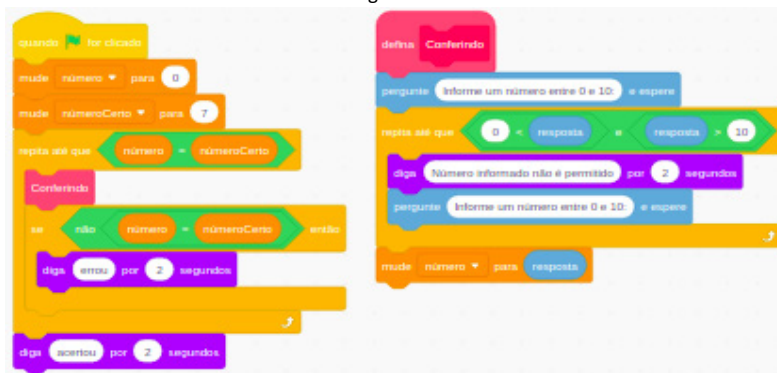 quando for clicado
mude número para 0
mude númeroCerto para 7
repita até que número = númeroCerto
Conferindo
se não número = númeroCerto então
diga errou por 2 segundos
diga acertou por 2 segundos
defina Conferindo
pergunte Informe um número entre 0 e 10: e espere
repita até que 0 < resposta e resposta > 10
diga Número informado não é permitido por 2 segundos
pergunte Informe um número entre 0 e 10: e espere
mude número para resposta